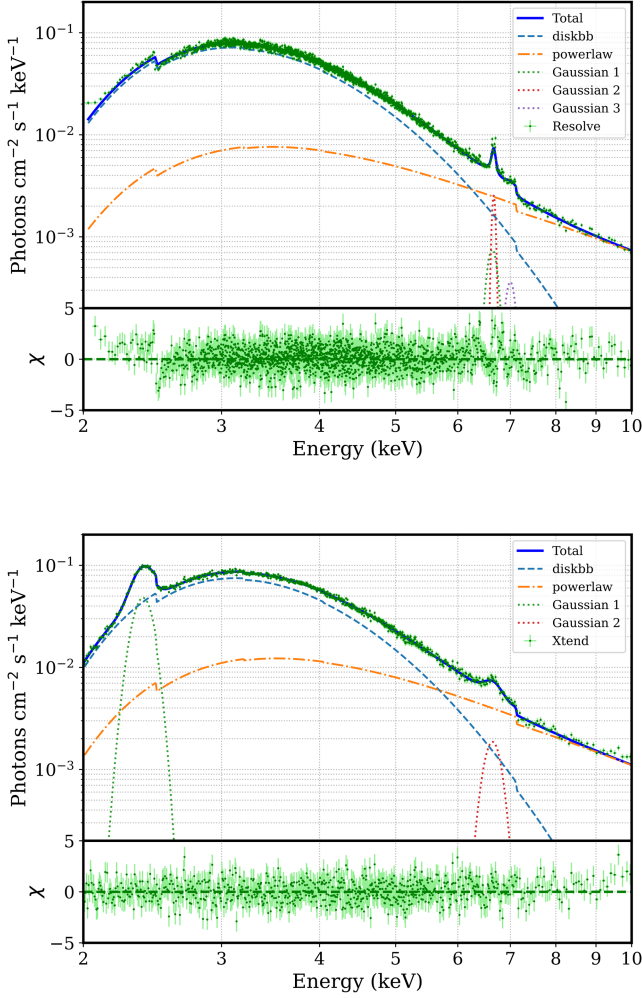 Photons cm⁻² s⁻¹ keV⁻¹
10⁻¹
10⁻²
10⁻³
Total
diskbb
powerlaw
Gaussian 1
Gaussian 2
Gaussian 3
Resolve
χ
5
0
−5
2 3 4 5 6 7 8 9 10
Energy (keV)
Photons cm⁻² s⁻¹ keV⁻¹
10⁻¹
10⁻²
10⁻³
Total
diskbb
powerlaw
Gaussian 1
Gaussian 2
Xtend
χ
5
0
−5
2 3 4 5 6 7 8 9 10
Energy (keV)